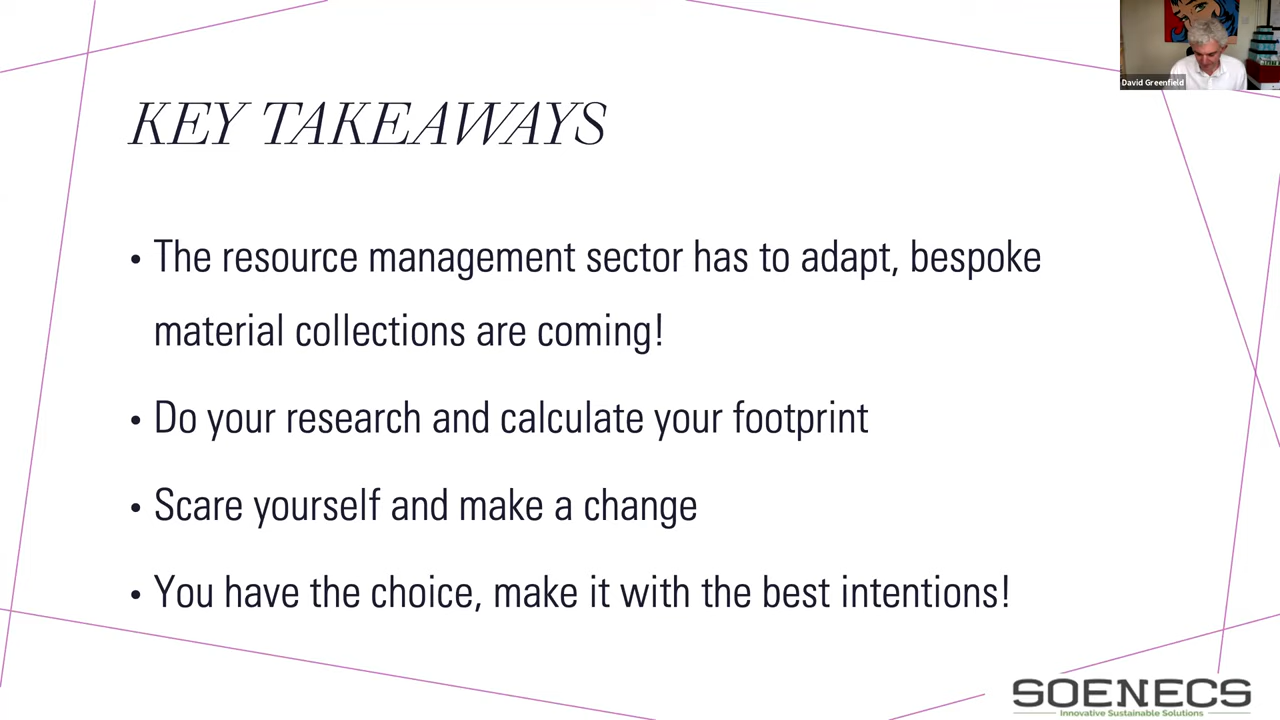 David Greenfield
KEY TAKEAWAYS
• The resource management sector has to adapt, bespoke
material collections are coming!
• Do your research and calculate your footprint
• Scare yourself and make a change
• You have the choice, make it with the best intentions!
SOENECS
Innovative Sustainable Solutions